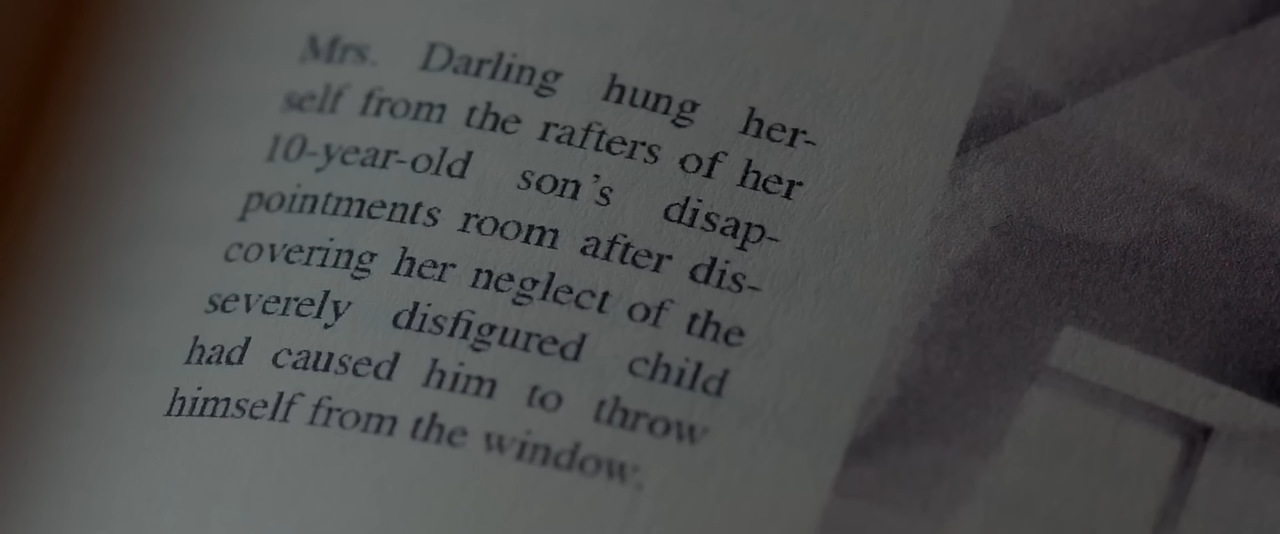 Mrs. Darling hung her-
self from the rafters of her
10-year-old son's disap-
pointments room after dis-
covering her neglect of the
severely disfigured child
had caused him to throw
himself from the window.